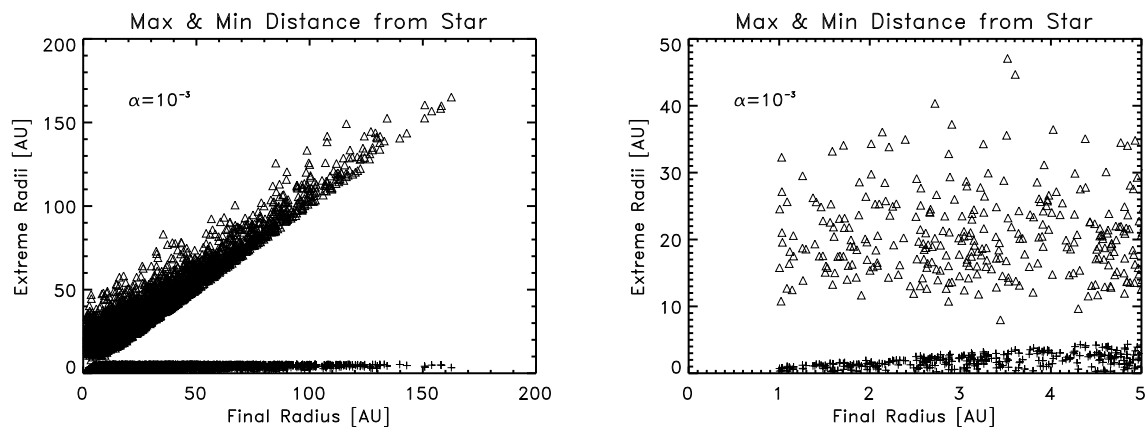 Max & Min Distance from Star
200
150
100
50
0
Extreme Radii [AU]
α=10⁻³
0 50 100 150 200
Final Radius [AU]
Max & Min Distance from Star
50
40
30
20
10
0
Extreme Radii [AU]
α=10⁻³
0 1 2 3 4 5
Final Radius [AU]